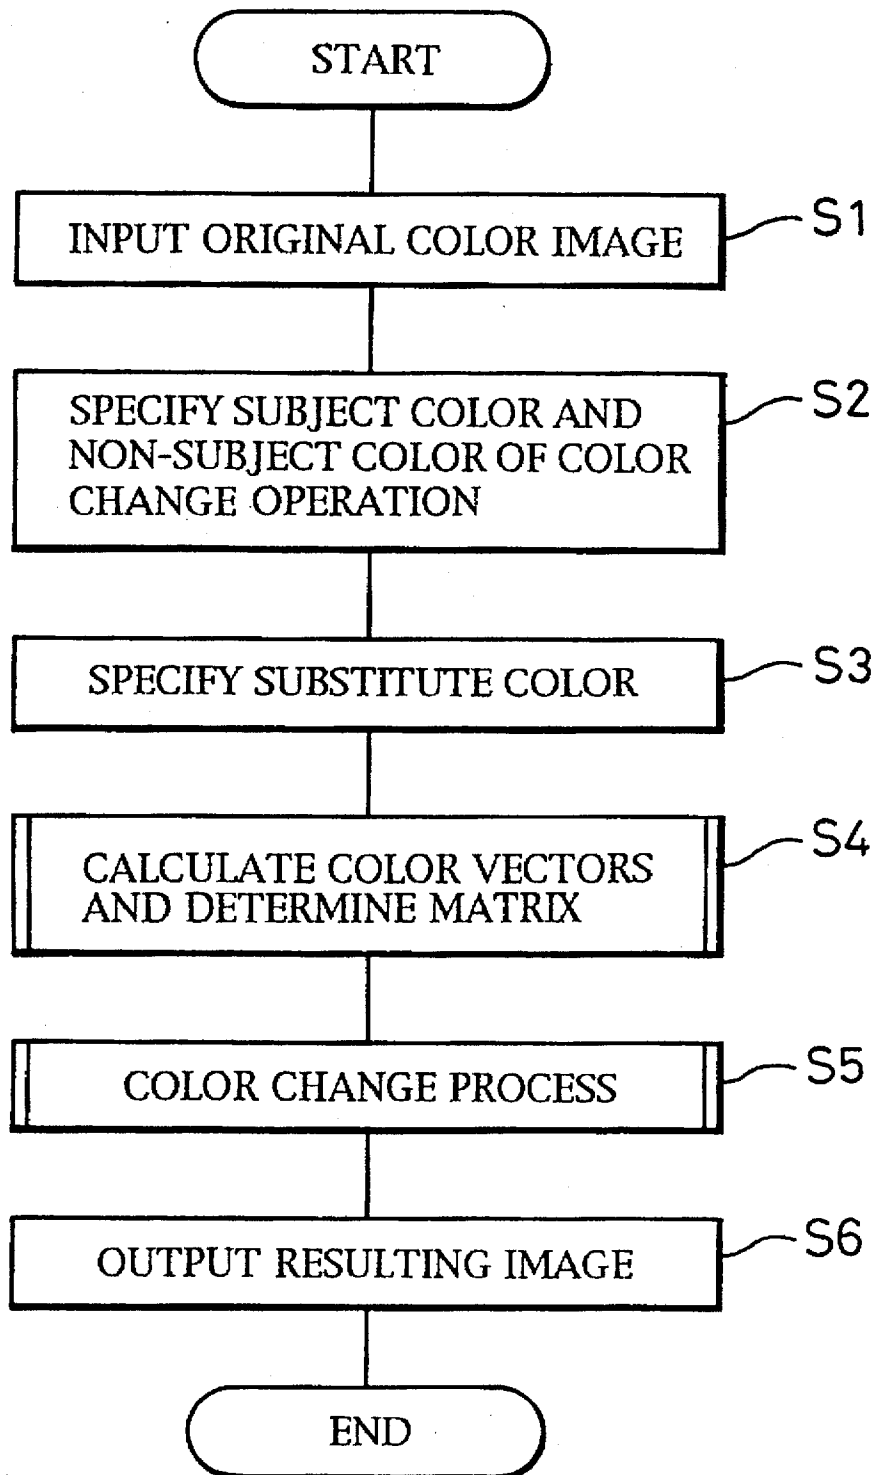 START
INPUT ORIGINAL COLOR IMAGE
S1
SPECIFY SUBJECT COLOR AND
NON-SUBJECT COLOR OF COLOR
CHANGE OPERATION
S2
SPECIFY SUBSTITUTE COLOR
S3
CALCULATE COLOR VECTORS
AND DETERMINE MATRIX
S4
COLOR CHANGE PROCESS
S5
OUTPUT RESULTING IMAGE
S6
END